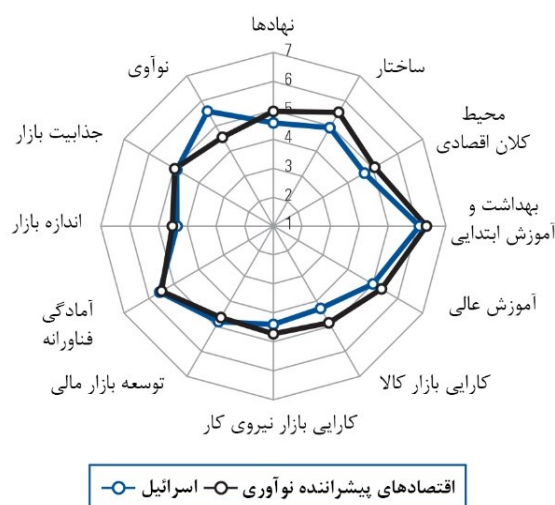 نهادها
ساختار
محیط
کلان اقتصادی
بهداشت و
آموزش ابتدایی
آموزش عالی
کارایی بازار کالا
کارایی بازار نیروی کار
توسعه بازار مالی
آمادگی
فناورانه
اندازه بازار
جذابیت بازار
نوآوری
7
6
5
4
3
2
1
اقتصادهای پیشراننده نوآوری اسرائیل